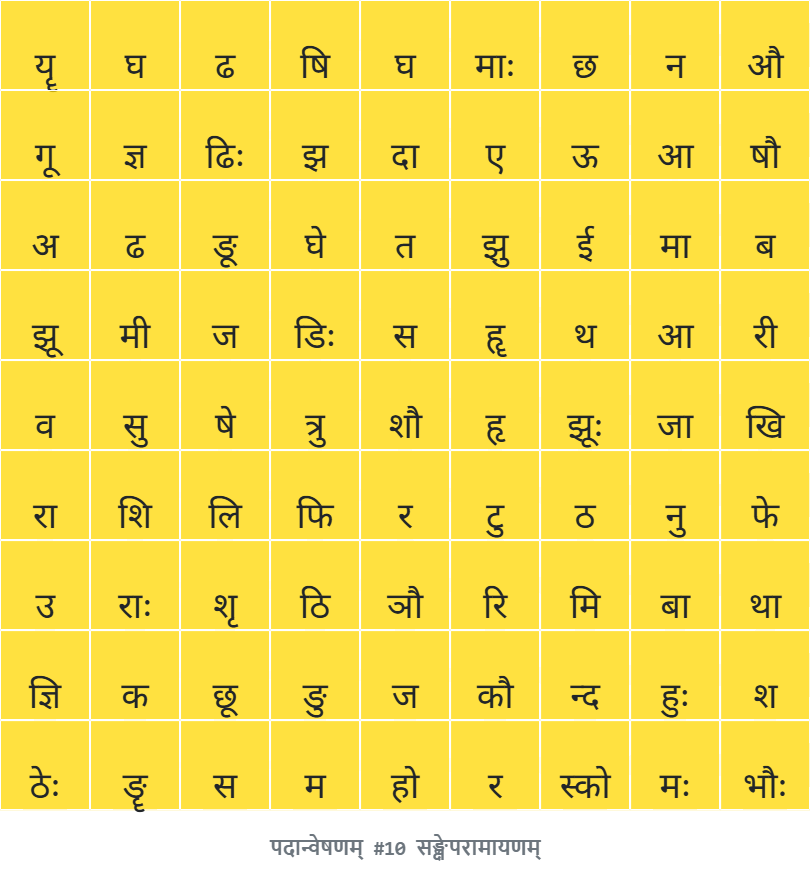 यॄ घ ढ षि घ माः छ न औ
गू ज्ञ ढिः झ दा ए ऊ आ षौ
अ ढ ङू घे त झु ई मा ब
झू मी ज डिः स हॄ थ आ री
व सु षे त्रु शौ हृ झूः जा खि
रा शि लि फि र टु ठ नु फे
उ राः शृ ठि ञौ रि मि बा था
ज्ञि क छू ङु ज कौ न्द हुः श
ठेः ङॄ स म हो र स्को मः भौः
पदान्वेषणम् #10 सङ्क्षेपरामायणम्